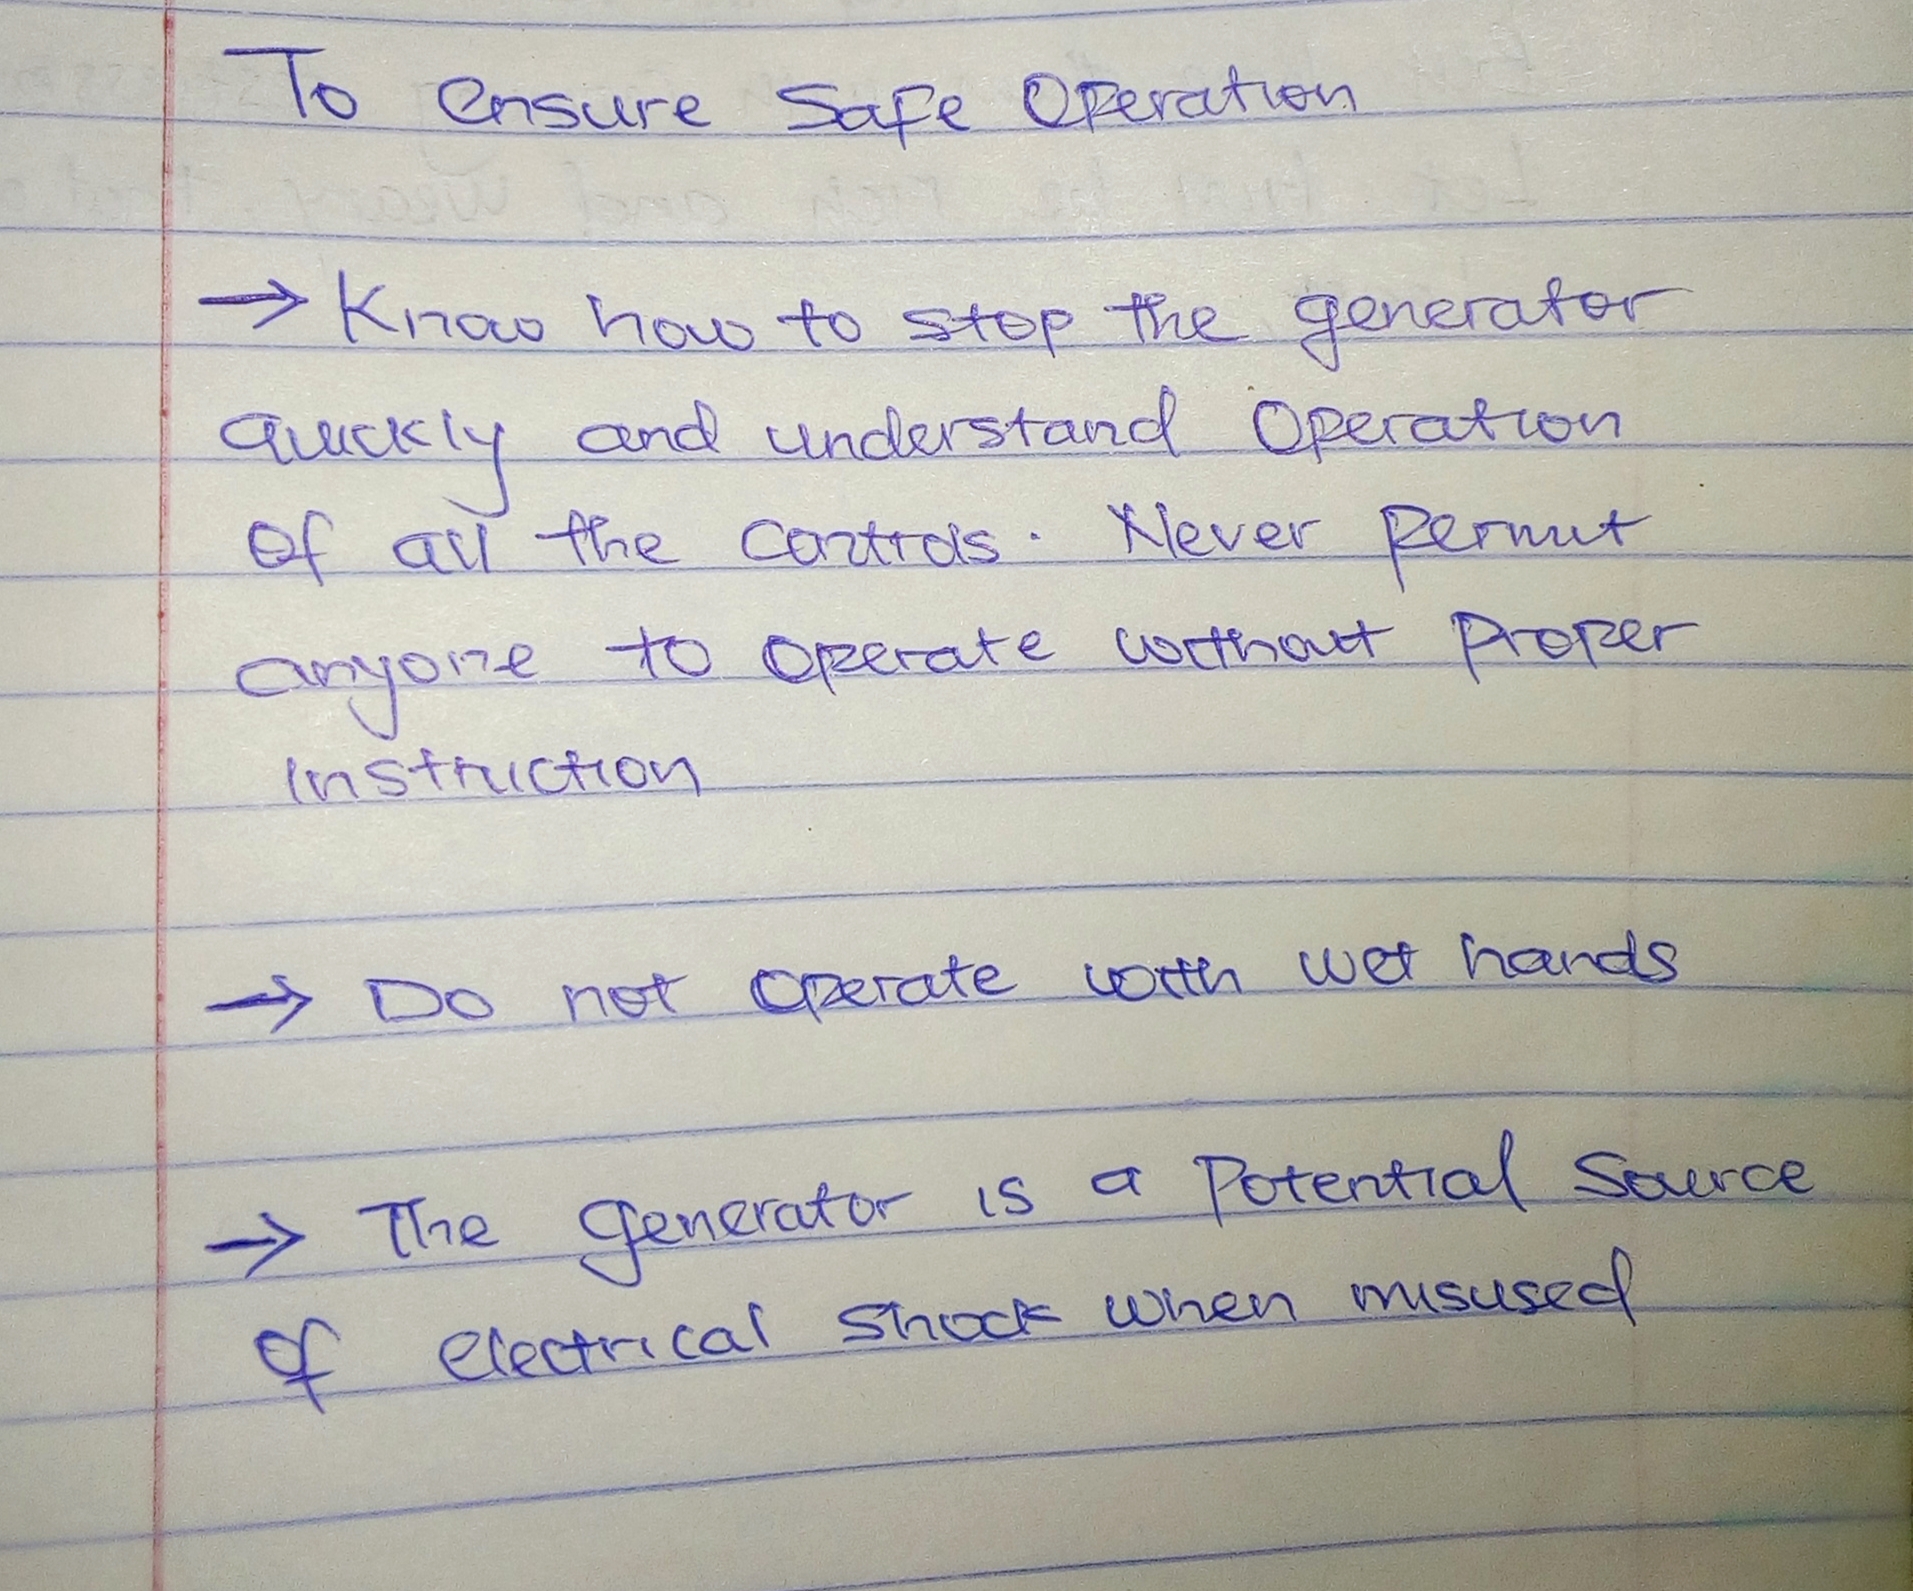 To ensure Safe Operation
→ Know how to stop the generator
quickly and understand Operation
of all the controls. Never permit
anyone to operate without proper
instruction
→ Do not operate with wet hands
→ The generator is a Potential Source
of electrical shock when misused